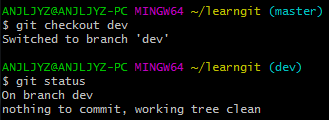 ANJLJYZ@ANJLJYZ-PC MINGW64 ~/learngit (master)
$ git checkout dev
Switched to branch 'dev'
ANJLJYZ@ANJLJYZ-PC MINGW64 ~/learngit (dev)
$ git status
On branch dev
nothing to commit, working tree clean